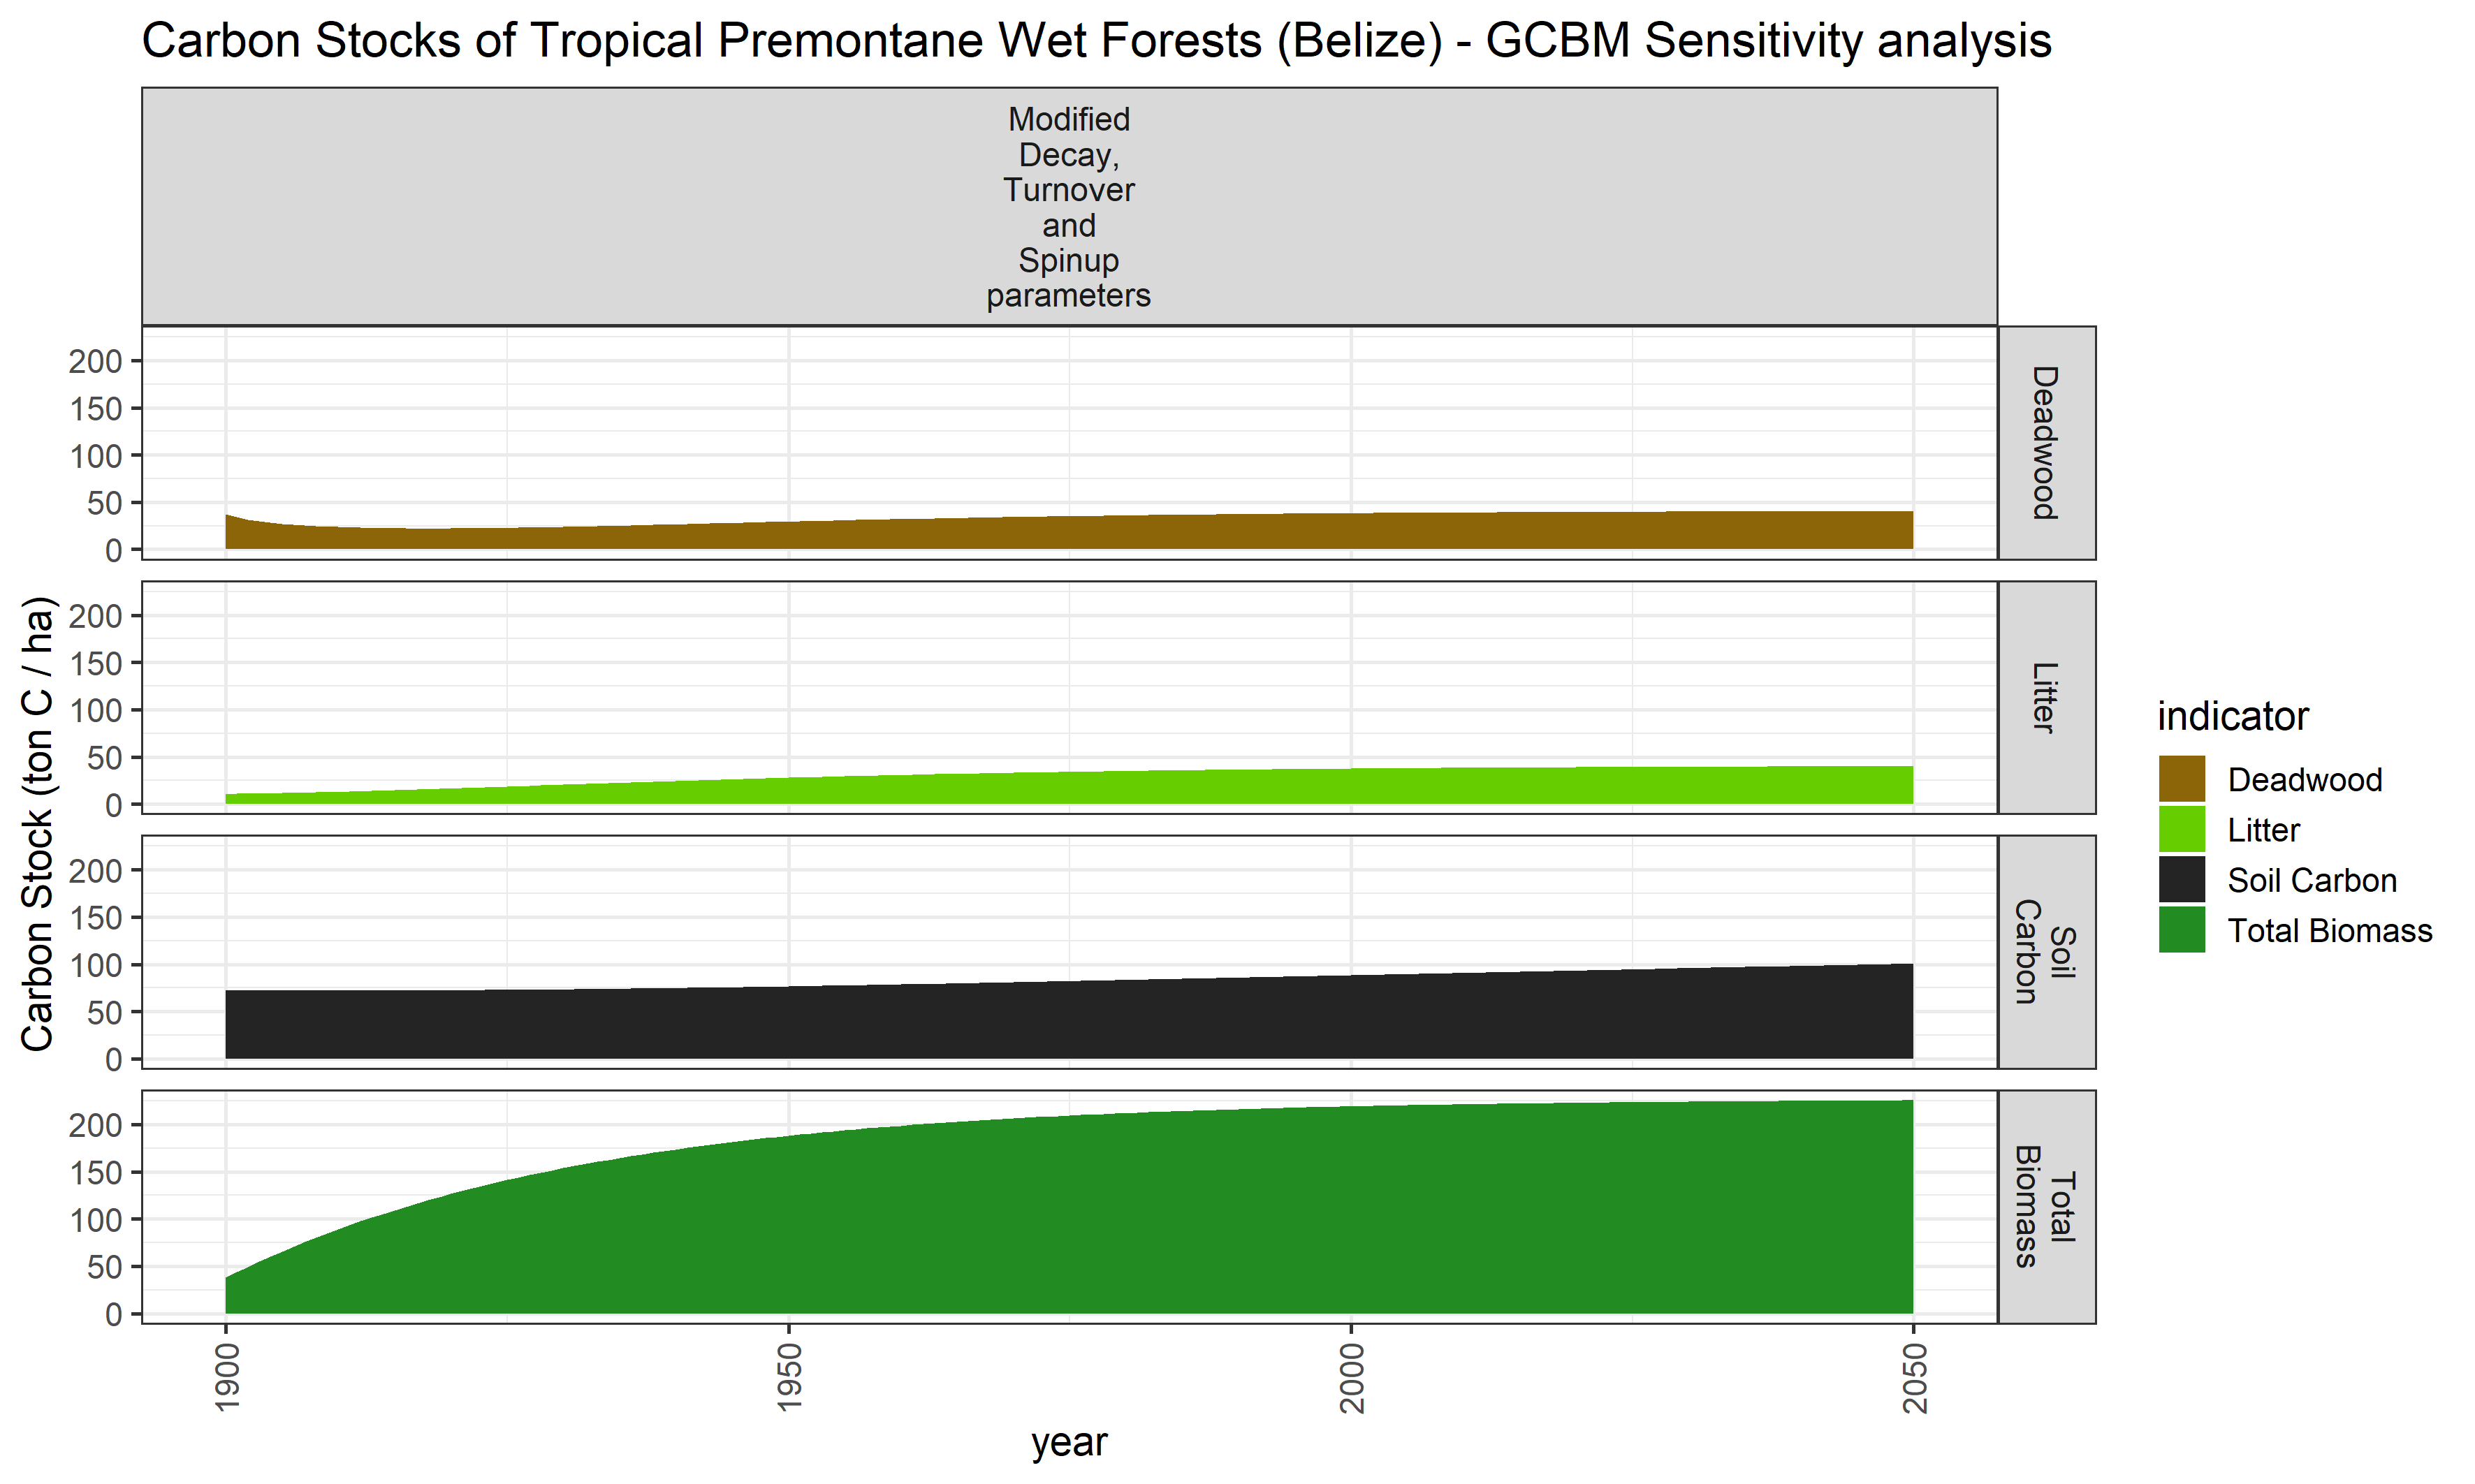 Carbon Stocks of Tropical Premontane Wet Forests (Belize) - GCBM Sensitivity analysis
Modified
Decay,
Turnover
and
Spinup
parameters
Carbon Stock (ton C / ha)
200
150
100
50
0
Deadwood
200
150
100
50
0
Litter
200
150
100
50
0
Soil
Carbon
200
150
100
50
0
Total
Biomass
1900
1950
2000
2050
year
indicator
Deadwood
Litter
Soil Carbon
Total Biomass